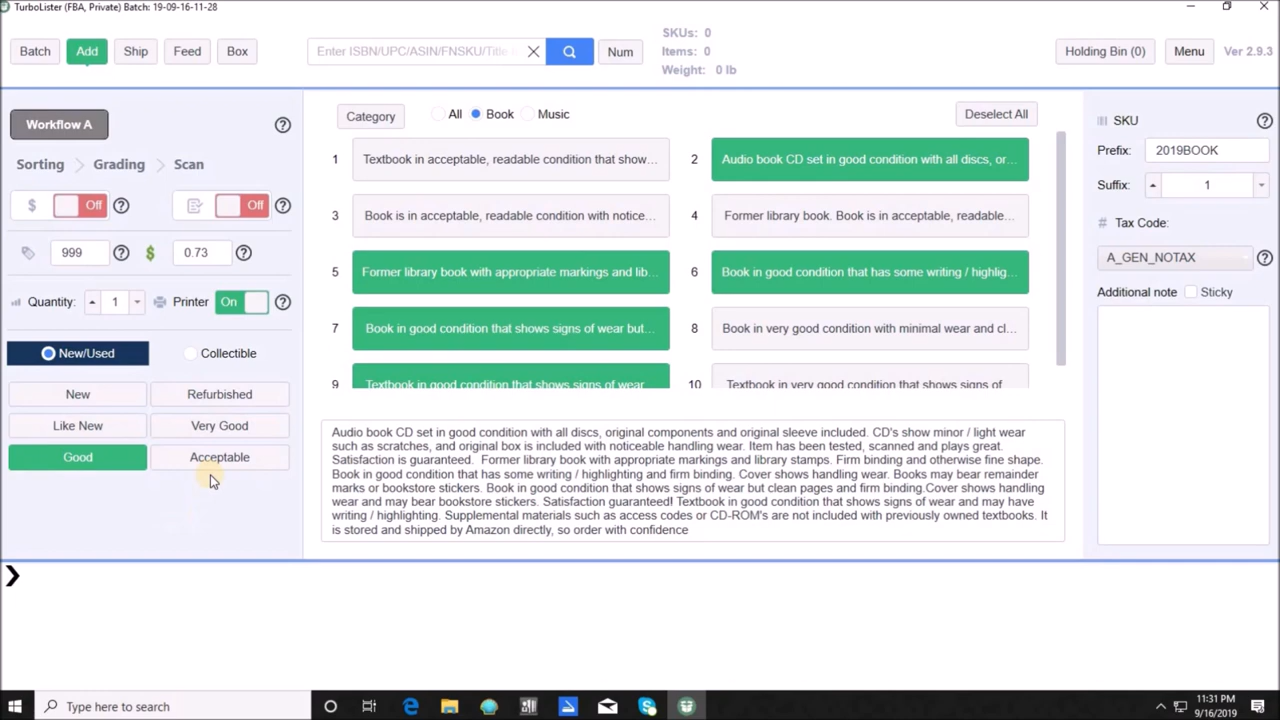 TurboLister (FBA, Private) Batch: 19-09-16-11-28
Batch
Add
Ship
Feed
Box
Enter ISBN/UPC/ASIN/FNSKU/Title
Num
SKUs: 0
Items: 0
Weight: 0 lb
Holding Bin (0)
Menu
Ver 2.9.3
Workflow A
Sorting
Grading
Scan
$
Off
Off
999
$
0.73
Quantity:
1
Printer
On
New/Used
Collectible
New
Refurbished
Like New
Very Good
Good
Acceptable
Category
All
Book
Music
Deselect All
1
Textbook in acceptable, readable condition that show...
2
Audio book CD set in good condition with all discs, or...
3
Book is in acceptable, readable condition with notice...
4
Former library book. Book is in acceptable, readable...
5
Former library book with appropriate markings and lib...
6
Book in good condition that has some writing / highlig...
7
Book in good condition that shows signs of wear but...
8
Book in very good condition with minimal wear and cl...
9
Textbook in good condition that shows signs of wear
10
Textbook in very good condition that shows signs of
Audio book CD set in good condition with all discs, original components and original sleeve included. CD's show minor / light wear
such as scratches, and original box is included with noticeable handling wear. Item has been tested, scanned and plays great.
Satisfaction is guaranteed. Former library book with appropriate markings and library stamps. Firm binding and otherwise fine shape.
Book in good condition that has some writing / highlighting and firm binding. Cover shows handling wear. Books may bear remainder
marks or bookstore stickers. Book in good condition that shows signs of wear but clean pages and firm binding.Cover shows handling
wear and may bear bookstore stickers. Satisfaction guaranteed! Textbook in good condition that shows signs of wear and may have
writing / highlighting. Supplemental materials such as access codes or CD-ROM's are not included with previously owned textbooks. It
is stored and shipped by Amazon directly, so order with confidence
SKU
Prefix:
2019BOOK
Suffix:
1
# Tax Code:
A_GEN_NOTAX
Additional note
Sticky
Type here to search
11:31 PM
9/16/2019